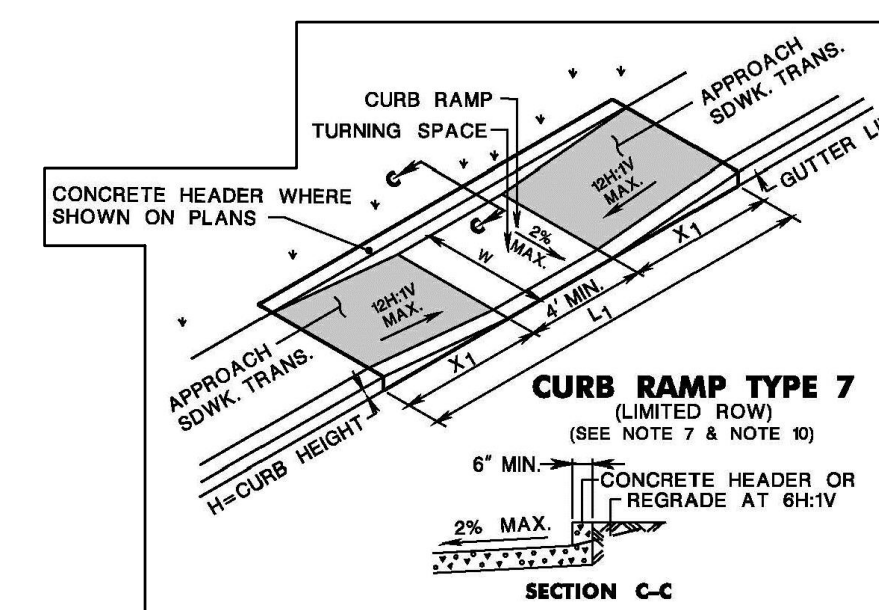 APPROACH
SDWK. TRANS.
CURB RAMP
TURNING SPACE
GUTTER
12H:1V
MAX.
C
CONCRETE HEADER WHERE
SHOWN ON PLANS
C
2%
MAX.
X1
W
12H:1V
MAX.
4' MIN.
L1
APPROACH
SDWK. TRANS.
X1
H=CURB HEIGHT
CURB RAMP TYPE 7
(LIMITED ROW)
(SEE NOTE 7 & NOTE 10)
6" MIN.
CONCRETE HEADER OR
REGRADE AT 6H:1V
2% MAX.
SECTION C-C